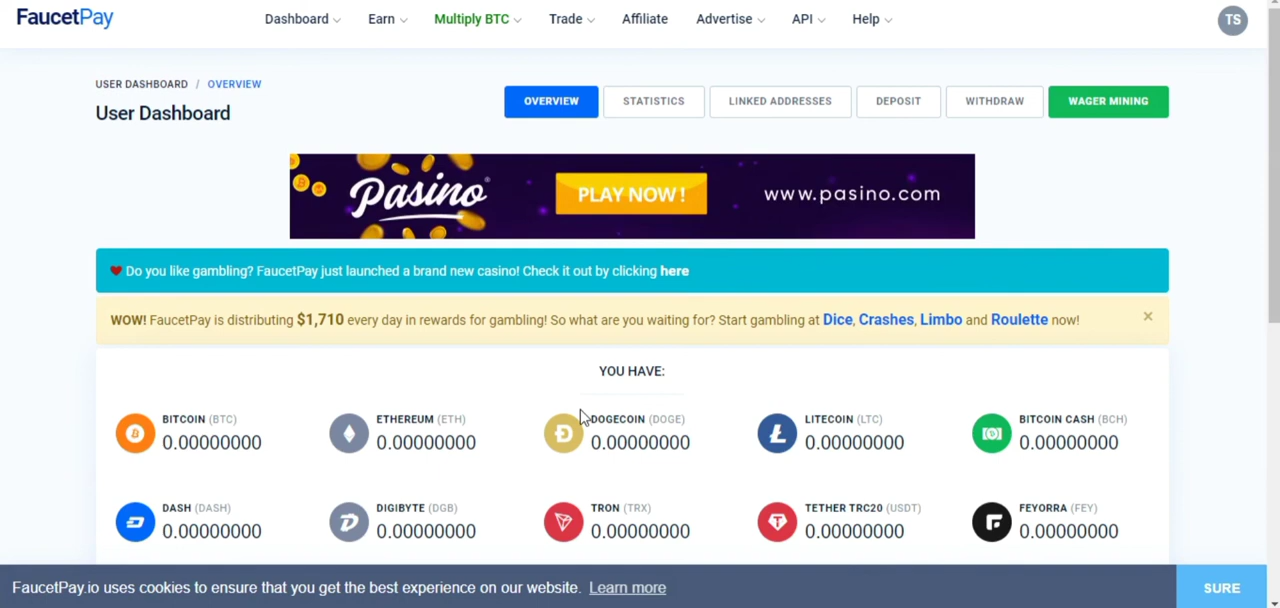 FaucetPay
Dashboard Earn Multiply BTC Trade Affiliate Advertise API Help TS
USER DASHBOARD / OVERVIEW
User Dashboard
OVERVIEW STATISTICS LINKED ADDRESSES DEPOSIT WITHDRAW WAGER MINING
Pasino® PLAY NOW! www.pasino.com
Do you like gambling? FaucetPay just launched a brand new casino! Check it out by clicking here
WOW! FaucetPay is distributing $1,710 every day in rewards for gambling! So what are you waiting for? Start gambling at Dice, Crashes, Limbo and Roulette now! ×
YOU HAVE:
BITCOIN (BTC) ETHEREUM (ETH) DOGECOIN (DOGE) LITECOIN (LTC) BITCOIN CASH (BCH)
0.00000000 0.00000000 0.00000000 0.00000000 0.00000000
DASH (DASH) DIGIBYTE (DGB) TRON (TRX) TETHER TRC20 (USDT) FEYORRA (FEY)
0.00000000 0.00000000 0.00000000 0.00000000 0.00000000
FaucetPay.io uses cookies to ensure that you get the best experience on our website. Learn more SURE